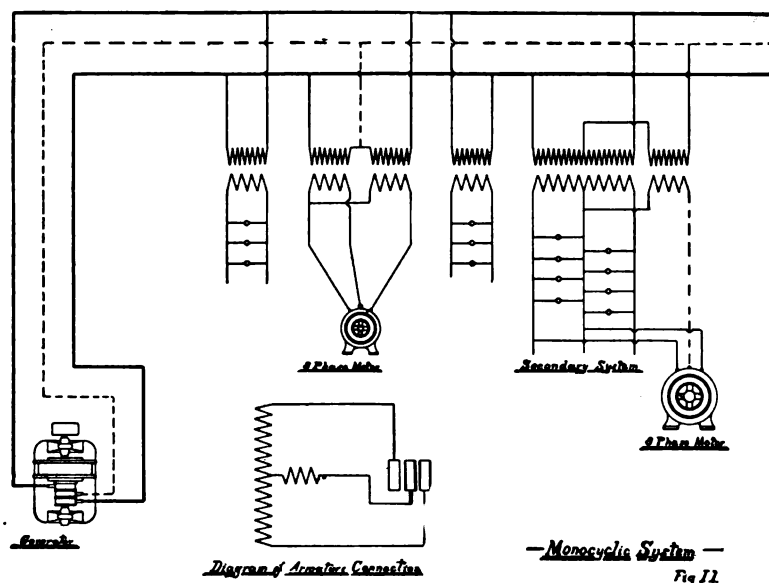 3 Phase Motor
Secondary System
3 Phase Motor
Generator
Diagram of Armature Connection
— Monocyclic System —
Fig 11